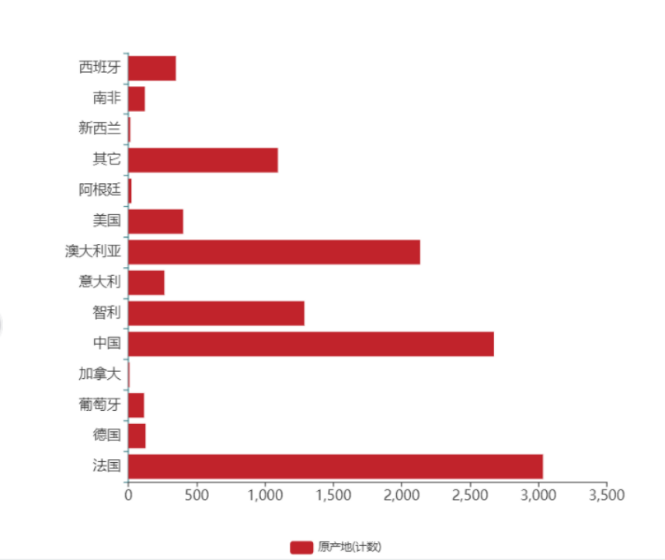 西班牙
南非
新西兰
其它
阿根廷
美国
澳大利亚
意大利
智利
中国
加拿大
葡萄牙
德国
法国
0 500 1,000 1,500 2,000 2,500 3,000 3,500
原产地(计数)